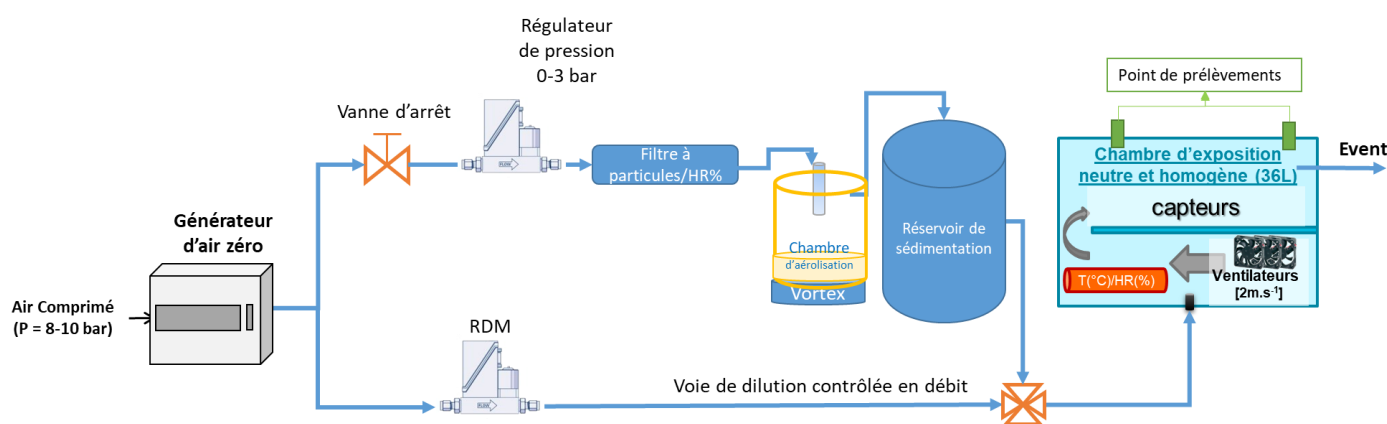 Régulateur
de pression
0-3 bar
Vanne d'arrêt
FLOW
Filtre à
particules/HR%
Point de prélèvements
Event
Chambre d'exposition
neutre et homogène (36L)
capteurs
Ventilateurs
[2m.s-1]
T(°C)/HR(%)
Réservoir de
sédimentation
Chambre
d'aérolisation
Vortex
Générateur
d'air zéro
Air Comprimé
(P = 8-10 bar)
RDM
FLOW
Voie de dilution contrôlée en débit